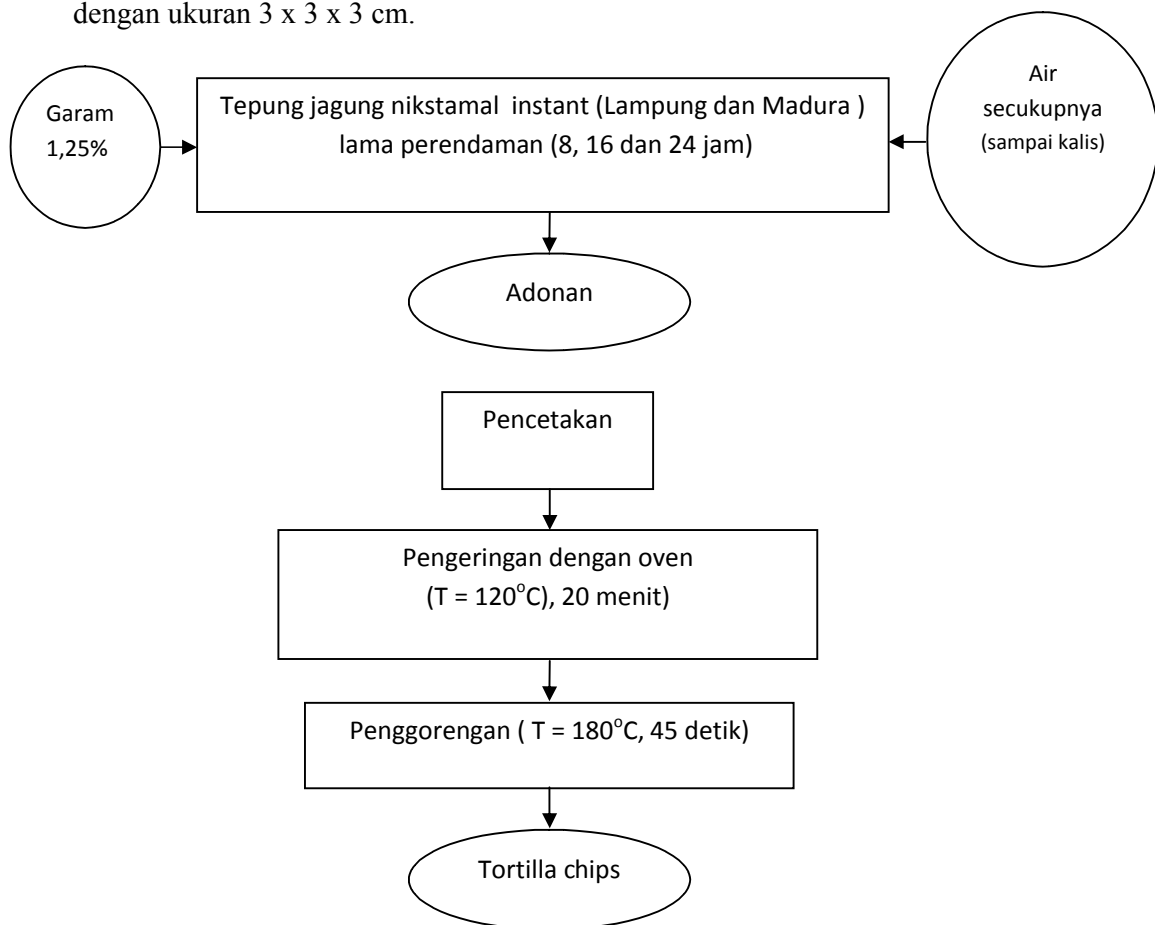 dengan ukuran 3 x 3 x 3 cm.
Garam
1,25%
Tepung jagung nikstamal  instant (Lampung dan Madura )
lama perendaman (8, 16 dan 24 jam)
Air
secukupnya
(sampai kalis)
Adonan
Pencetakan
Pengeringan dengan oven
(T = 120°C), 20 menit)
Penggorengan ( T = 180°C, 45 detik)
Tortilla chips